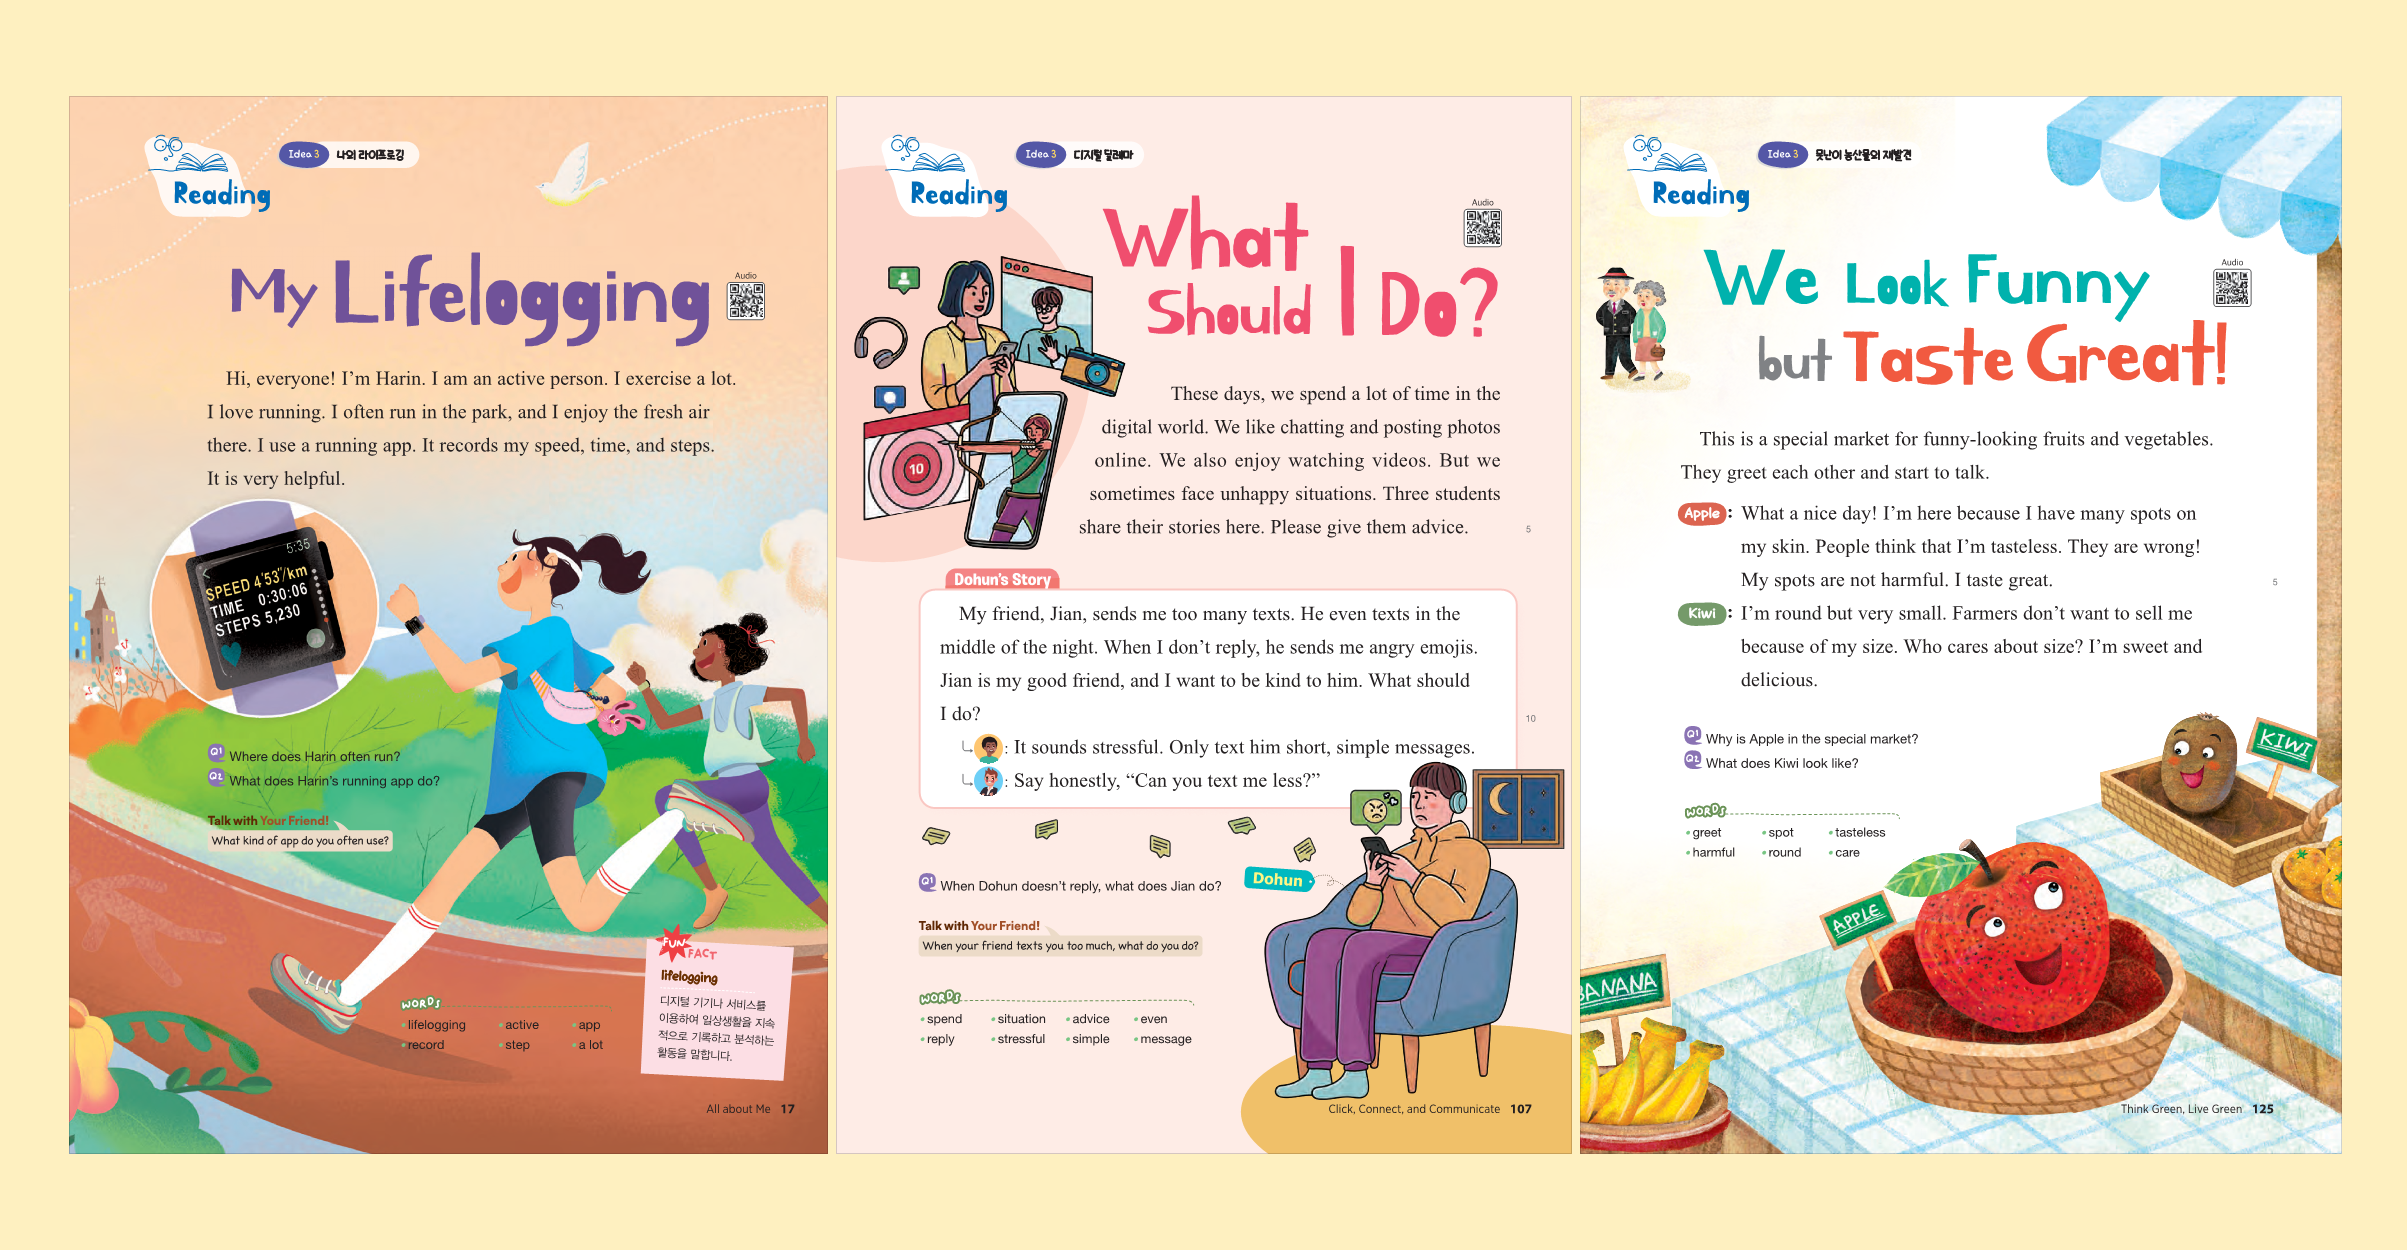 Reading
Idea 3 나의 라이프로깅
My Lifelogging
Audio
Hi, everyone! I'm Harin. I am an active person. I exercise a lot.
I love running. I often run in the park, and I enjoy the fresh air
there. I use a running app. It records my speed, time, and steps.
It is very helpful.
5:35
SPEED 4'53"/km
TIME 0:30:06
STEPS 5,230
Q1 Where does Harin often run?
Q2 What does Harin's running app do?
Talk with Your Friend!
What kind of app do you often use?
WORDS
lifelogging active app
record step a lot
FUN FACT
lifelogging
디지털 기기나 서비스를
이용하여 일상생활을 지속
적으로 기록하고 분석하는
활동을 말합니다.
All about Me 17
Reading
Idea 3 디지털 딜레마
What
Should I Do?
Audio
10
These days, we spend a lot of time in the
digital world. We like chatting and posting photos
online. We also enjoy watching videos. But we
sometimes face unhappy situations. Three students
share their stories here. Please give them advice.
5
Dohun's Story
My friend, Jian, sends me too many texts. He even texts in the
middle of the night. When I don't reply, he sends me angry emojis.
Jian is my good friend, and I want to be kind to him. What should
I do?
10
: It sounds stressful. Only text him short, simple messages.
: Say honestly, "Can you text me less?"
Q1 When Dohun doesn't reply, what does Jian do?
Dohun
Talk with Your Friend!
When your friend texts you too much, what do you do?
WORDS
spend situation advice even
reply stressful simple message
Click, Connect, and Communicate 107
Reading
Idea 3 못난이 농산물의 재발견
We Look Funny
but Taste Great!
Audio
This is a special market for funny-looking fruits and vegetables.
They greet each other and start to talk.
Apple : What a nice day! I'm here because I have many spots on
my skin. People think that I'm tasteless. They are wrong!
My spots are not harmful. I taste great.
5
Kiwi : I'm round but very small. Farmers don't want to sell me
because of my size. Who cares about size? I'm sweet and
delicious.
Q1 Why is Apple in the special market?
Q2 What does Kiwi look like?
WORDS
greet spot tasteless
harmful round care
KIWI
APPLE
BANANA
Think Green, Live Green 125